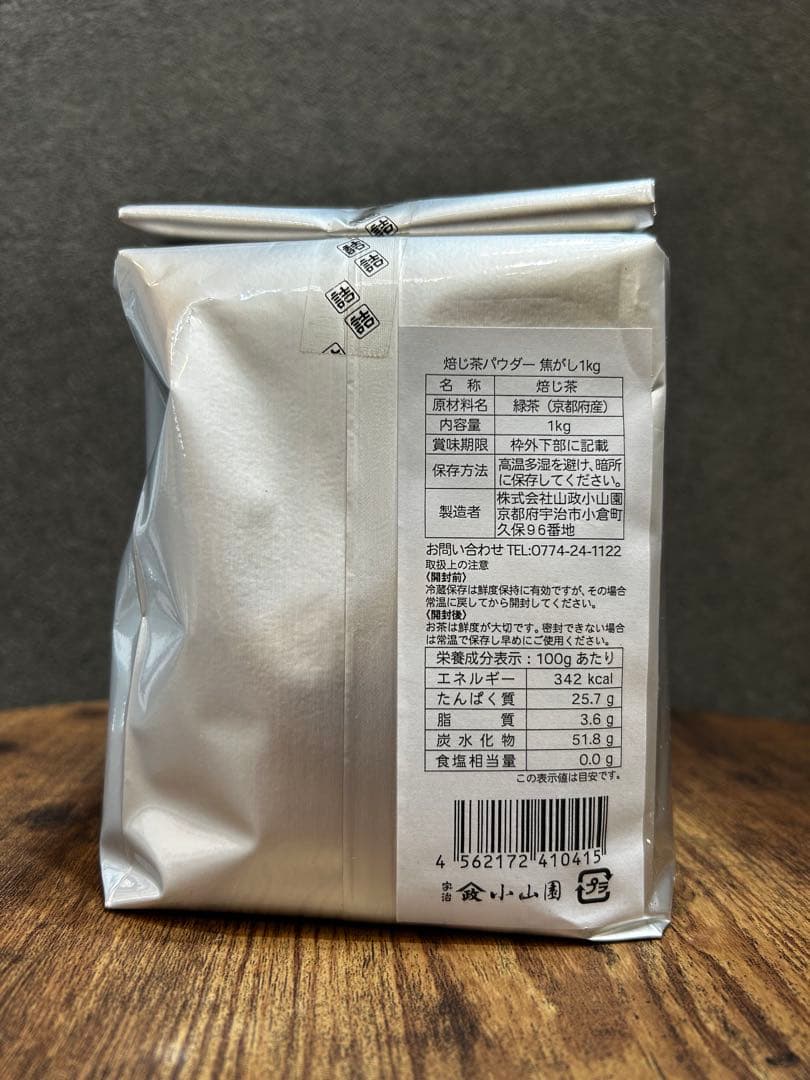 詰
詰 詰
詰
詰
焙じ茶パウダー 焦がし1kg
名 称 焙じ茶
原材料名 緑茶（京都府産）
内容量 1kg
賞味期限 枠外下部に記載
保存方法 高温多湿を避け、暗所
に保存してください。
製造者 株式会社山政小山園
京都府宇治市小倉町
久保96番地
お問い合わせ TEL:0774-24-1122
取扱上の注意
〈開封前〉
冷蔵保存は鮮度保持に有効ですが、その場合
常温に戻してから開封してください。
〈開封後〉
お茶は鮮度が大切です。密封できない場合
は常温で保存し早めにご使用ください。
栄養成分表示：100gあたり
エネルギー 342 kcal
たんぱく質 25.7 g
脂 質 3.6 g
炭水化物 51.8 g
食塩相当量 0.0 g
この表示値は目安です。
4 562172 410415
宇治 政 小山園 プラ